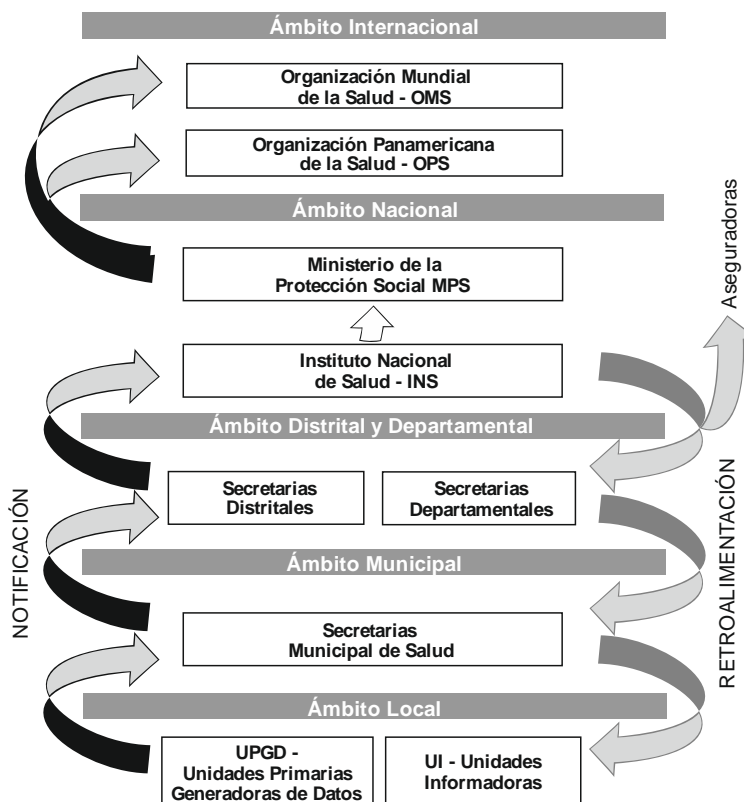 Ámbito Internacional
Organización Mundial
de la Salud - OMS
Organización Panamericana
de la Salud - OPS
Ámbito Nacional
Ministerio de la
Protección Social MPS
Aseguradoras
Instituto Nacional
de Salud - INS
Ámbito Distrital y Departamental
Secretarias
Distritales
Secretarias
Departamentales
NOTIFICACIÓN
RETROALIMENTACIÓN
Ámbito Municipal
Secretarias
Municipal de Salud
Ámbito Local
UPGD -
Unidades Primarias
Generadoras de Datos
UI - Unidades
Informadoras